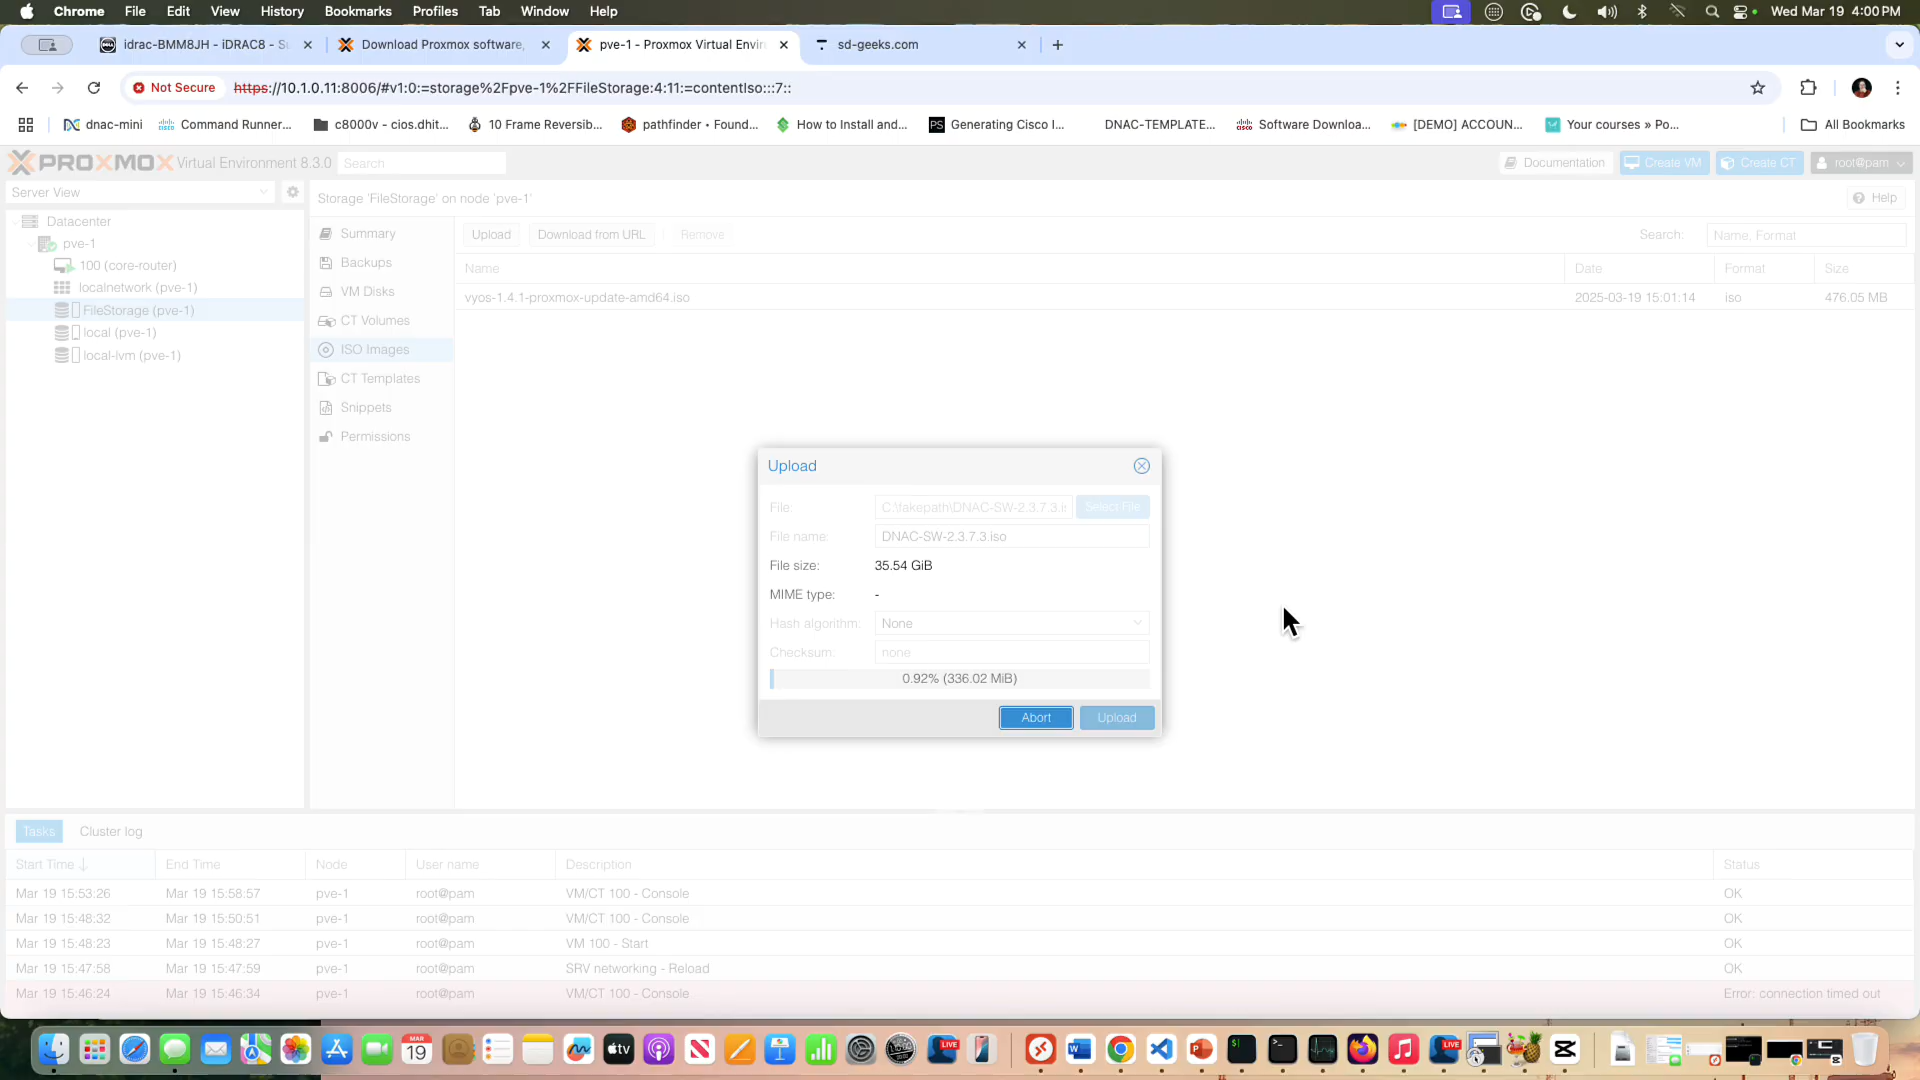 Chrome File Edit View History Bookmarks Profiles Tab Window Help Wed Mar 19 4:00 PM
idrac-BMM8JH - iDRAC8 - Su Download Proxmox software, pve-1 - Proxmox Virtual Envir sd-geeks.com
Not Secure https://10.1.0.11:8006/#v1:0:=storage%2Fpve-1%2FFileStorage:4:11:=contentIso:::7::
dnac-mini Command Runner... c8000v - cios.dhit... 10 Frame Reversib... pathfinder • Found... How to Install and... Generating Cisco I... DNAC-TEMPLATE... Software Downloa... [DEMO] ACCOUN... Your courses » Po... All Bookmarks
PROXMOX Virtual Environment 8.3.0 Search Documentation Create VM Create CT root@pam
Server View
Storage 'FileStorage' on node 'pve-1' Help
Datacenter
pve-1
100 (core-router)
localnetwork (pve-1)
FileStorage (pve-1)
local (pve-1)
local-lvm (pve-1)
Summary
Backups
VM Disks
CT Volumes
ISO Images
CT Templates
Snippets
Permissions
Upload Download from URL Remove Search: Name, Format
Name Date Format Size
vyos-1.4.1-proxmox-update-amd64.iso 2025-03-19 15:01:14 iso 476.05 MB
Upload
File: C:\fakepath\DNAC-SW-2.3.7.3.is Select File
File name: DNAC-SW-2.3.7.3.iso
File size: 35.54 GiB
MIME type: -
Hash algorithm: None
Checksum: none
0.92% (336.02 MiB)
Abort Upload
Tasks Cluster log
Start Time End Time Node User name Description Status
Mar 19 15:53:26 Mar 19 15:58:57 pve-1 root@pam VM/CT 100 - Console OK
Mar 19 15:48:32 Mar 19 15:50:51 pve-1 root@pam VM/CT 100 - Console OK
Mar 19 15:48:23 Mar 19 15:48:27 pve-1 root@pam VM 100 - Start OK
Mar 19 15:47:58 Mar 19 15:47:59 pve-1 root@pam SRV networking - Reload OK
Mar 19 15:46:24 Mar 19 15:46:34 pve-1 root@pam VM/CT 100 - Console Error: connection timed out
MAR
19
tv
LIVE
LIVE